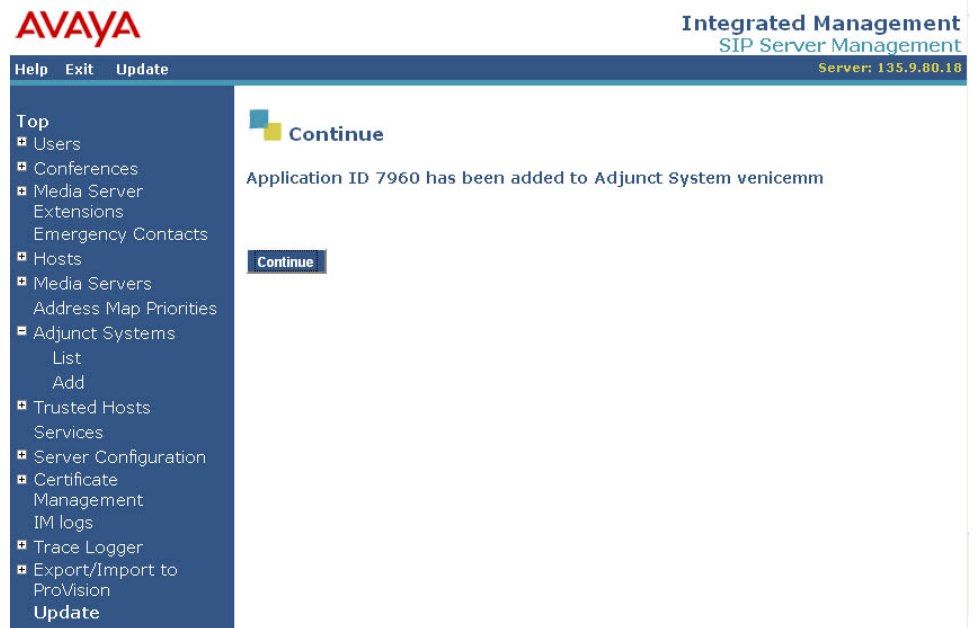 AVAYA
Integrated Management
SIP Server Management
Help Exit Update
Server: 135.9.80.18
Top
Users
Conferences
Media Server
Extensions
Emergency Contacts
Hosts
Media Servers
Address Map Priorities
Adjunct Systems
List
Add
Trusted Hosts
Services
Server Configuration
Certificate
Management
IM logs
Trace Logger
Export/Import to
ProVision
Update
Continue
Application ID 7960 has been added to Adjunct System venicemm
Continue